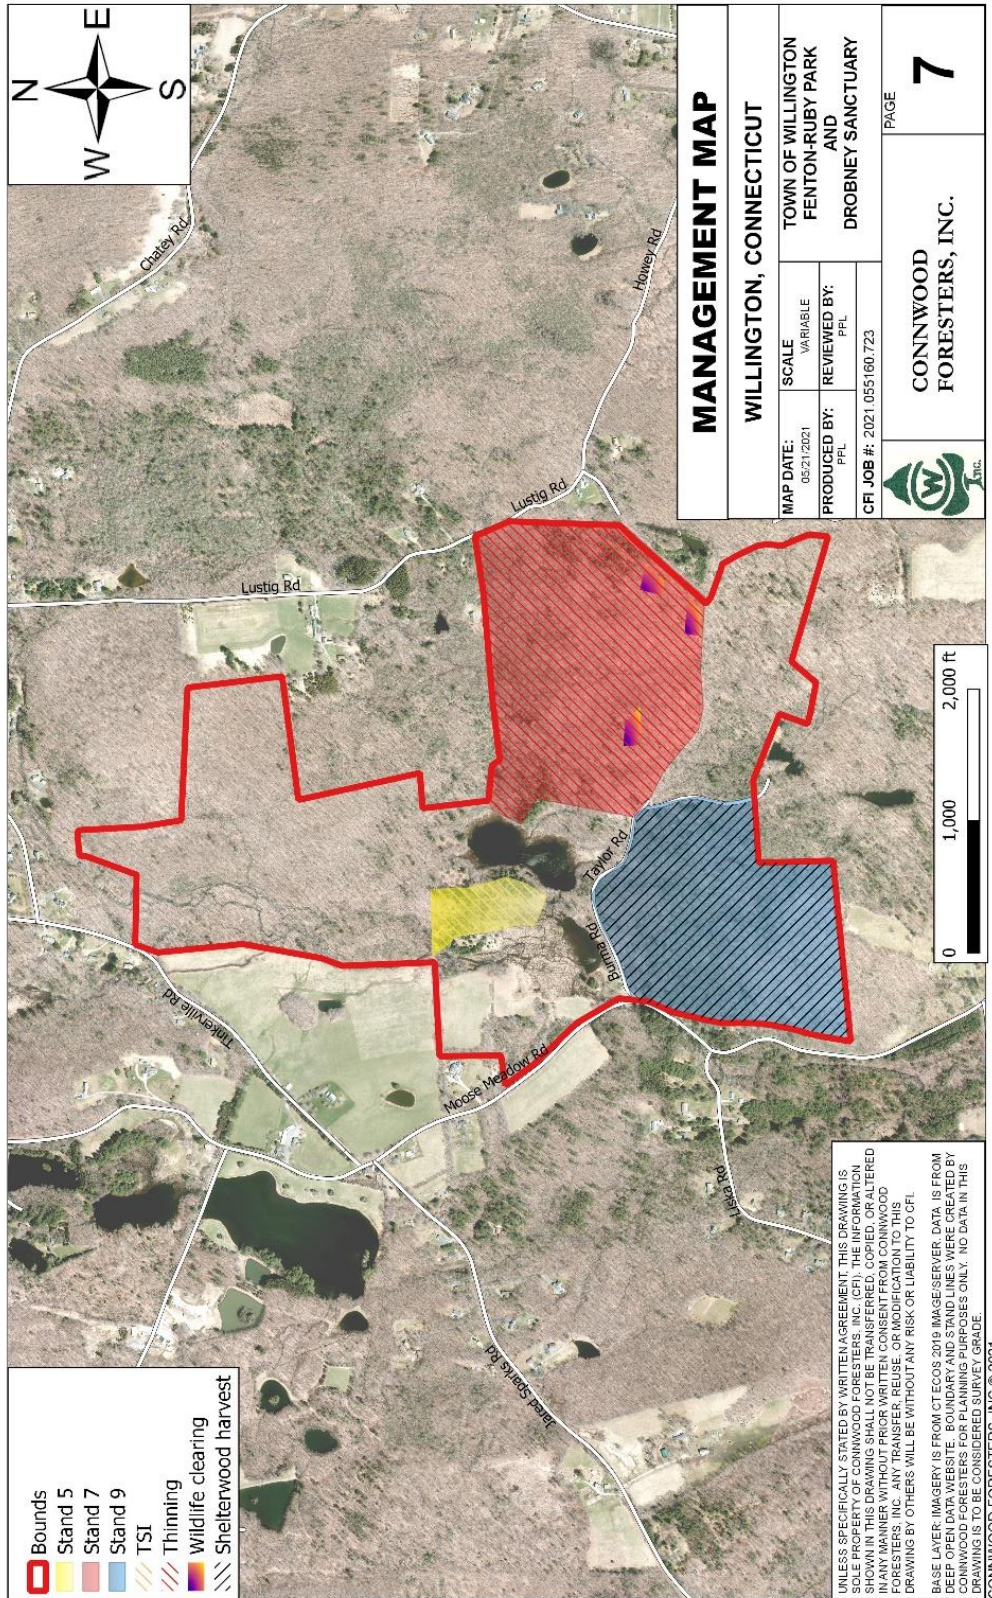 N
W
E
S
Bounds
Stand 5
Stand 7
Stand 9
TSI
Thinning
Wildlife clearing
Shelterwood harvest
Chatey Rd
Lustig Rd
Lustig Rd
Howey Rd
Tinkerville Rd
Moose Meadow Rd
Burma Rd
Taylor Rd
Jared Sparks Rd
Liska Rd
0
1,000
2,000 ft
UNLESS SPECIFICALLY STATED BY WRITTEN AGREEMENT, THIS DRAWING IS
SOLE PROPERTY OF CONNWOOD FORESTERS, INC. (CFI). THE INFORMATION
SHOWN IN THIS DRAWING SHALL NOT BE TRANSFERRED, COPIED, OR ALTERED
IN ANY MANNER WITHOUT PRIOR WRITTEN CONSENT FROM CONNWOOD
FORESTERS, INC. ANY TRANSFER, REUSE, OR MODIFICATION TO THIS
DRAWING BY OTHERS WILL BE WITHOUT ANY RISK OR LIABILITY TO CFI.
BASE LAYER: IMAGERY IS FROM CT ECOS 2019 IMAGE/SERVER, DATA IS FROM
DEEP OPEN DATA WEBSITE. BOUNDARY AND STAND LINES WERE CREATED BY
CONNWOOD FORESTERS FOR PLANNING PURPOSES ONLY. NO DATA IN THIS
DRAWING IS TO BE CONSIDERED SURVEY GRADE.
CONNWOOD FORESTERS, INC © 2021
MANAGEMENT MAP
WILLINGTON, CONNECTICUT
MAP DATE:
05/21/2021
SCALE
VARIABLE
PRODUCED BY:
PPL
REVIEWED BY:
PPL
CFI JOB #: 2021.055160.723
TOWN OF WILLINGTON
FENTON-RUBY PARK
AND
DROBNEY SANCTUARY
W
INC.
CONNWOOD
FORESTERS, INC.
PAGE
7